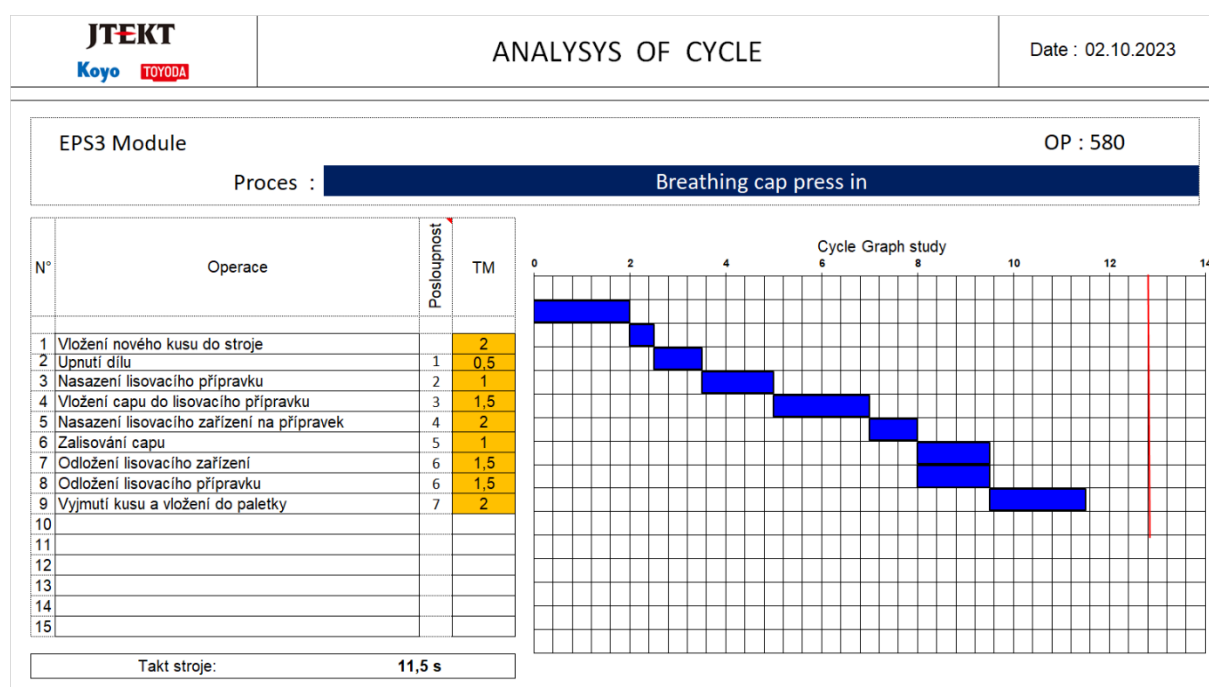 JTEKT
Koyo TOYODA
ANALYSYS OF CYCLE
Date : 02.10.2023
EPS3 Module
OP : 580
Proces :
Breathing cap press in
N° Operace Posloupnost TM
Cycle Graph study
0 2 4 6 8 10 12 14
1 Vložení nového kusu do stroje 2
2 Upnutí dílu 1 0,5
3 Nasazení lisovacího přípravku 2 1
4 Vložení capu do lisovacího přípravku 3 1,5
5 Nasazení lisovacího zařízení na přípravek 4 2
6 Zalisování capu 5 1
7 Odložení lisovacího zařízení 6 1,5
8 Odložení lisovacího přípravku 6 1,5
9 Vyjmutí kusu a vložení do paletky 7 2
10
11
12
13
14
15
Takt stroje: 11,5 s